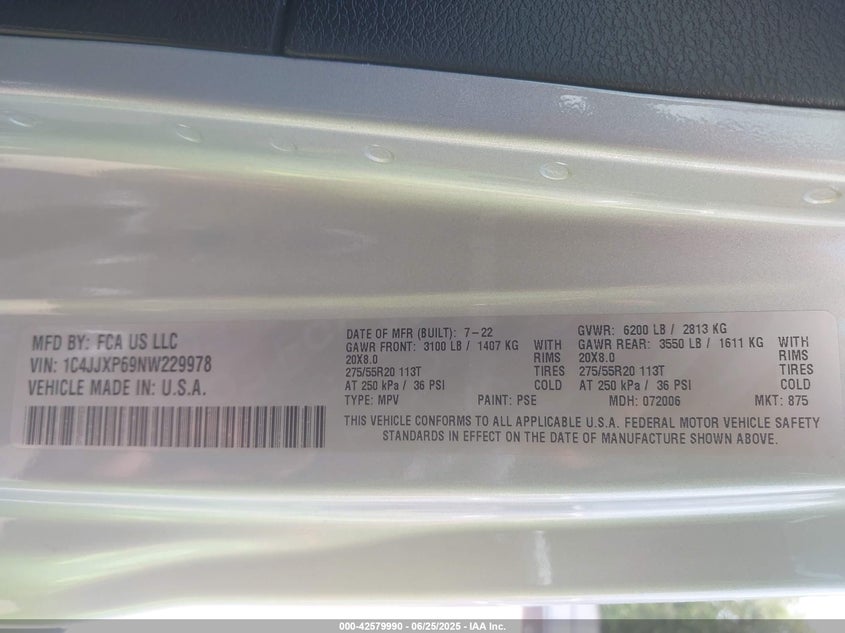 MFD BY: FCA US LLC
VIN: 1C4JJXP69NW229978
VEHICLE MADE IN: U.S.A.
DATE OF MFR (BUILT): 7-22 GVWR: 6200 LB / 2813 KG
GAWR FRONT: 3100 LB / 1407 KG WITH GAWR REAR: 3550 LB / 1611 KG WITH
20X8.0 RIMS 20X8.0 RIMS
275/55R20 113T TIRES 275/55R20 113T TIRES
AT 250 kPa / 36 PSI COLD AT 250 kPa / 36 PSI COLD
TYPE: MPV PAINT: PSE MDH: 072006 MKT: 875
THIS VEHICLE CONFORMS TO ALL APPLICABLE U.S.A. FEDERAL MOTOR VEHICLE SAFETY
STANDARDS IN EFFECT ON THE DATE OF MANUFACTURE SHOWN ABOVE.
000-42579990 - 06/25/2025 - IAA Inc.